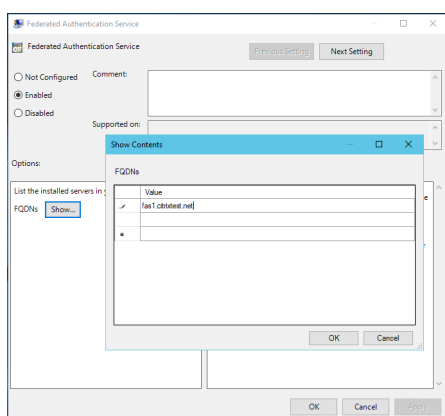 Federated Authentication Service
Federated Authentication Service
Previous Setting
Next Setting
Not Configured
Comment:
Enabled
Disabled
Supported on:
Options:
List the installed servers in y
FQDNs
Show...
Show Contents
FQDNs
Value
fas1.citrixtest.net
OK
Cancel
e
r
OK
Cancel
Apply